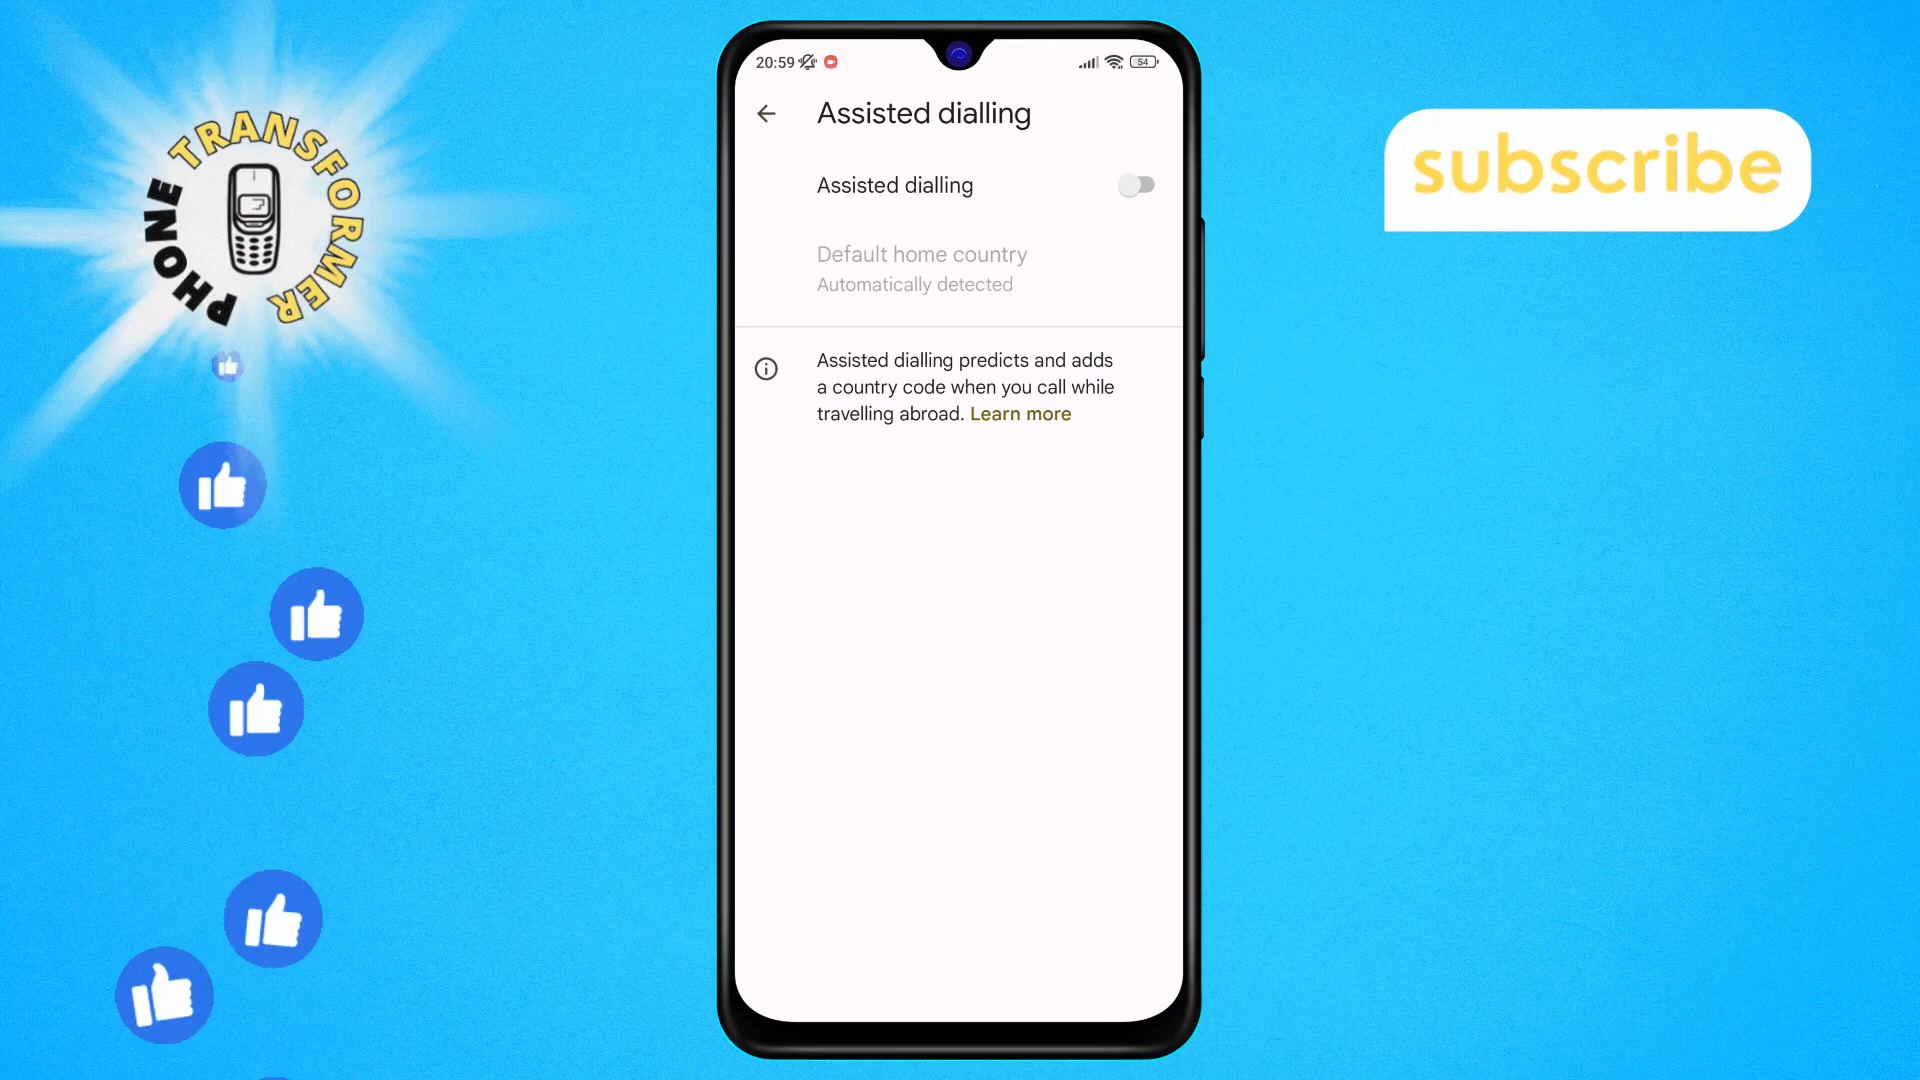 PHONE TRANSFORMER
subscribe
20:59
54
Assisted dialling
Assisted dialling
Default home country
Automatically detected
Assisted dialling predicts and adds
a country code when you call while
travelling abroad. Learn more